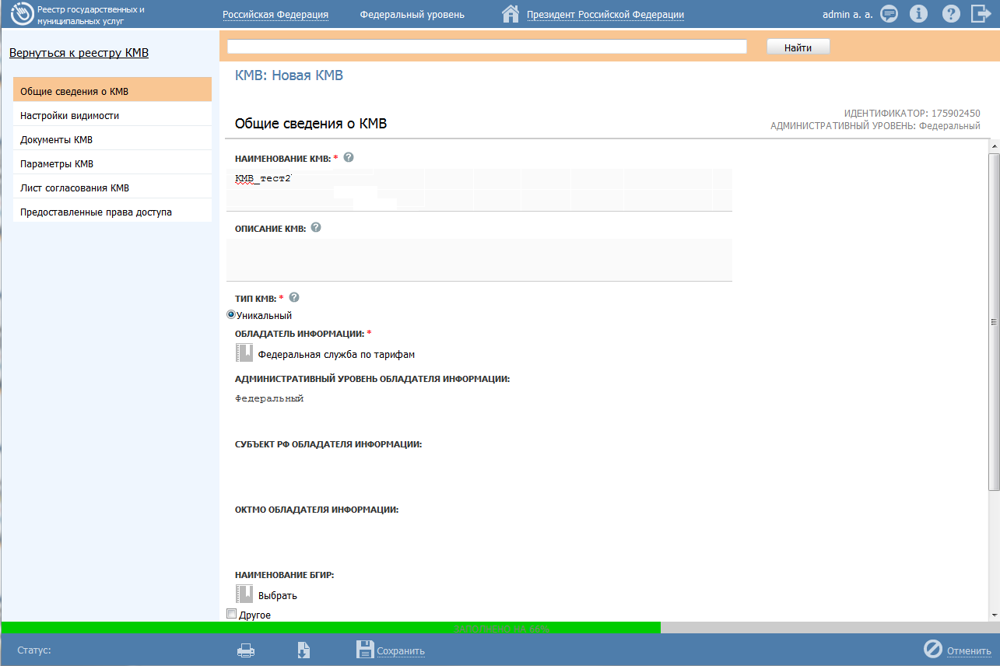 Реестр государственных и
муниципальных услуг
Российская Федерация
Федеральный уровень
Президент Российской Федерации
admin a. a.
Вернуться к реестру КМВ
Найти
Общие сведения о КМВ
Настройки видимости
Документы КМВ
Параметры КМВ
Лист согласования КМВ
Предоставленные права доступа
КМВ: Новая КМВ
Общие сведения о КМВ
ИДЕНТИФИКАТОР: 175902450
АДМИНИСТРАТИВНЫЙ УРОВЕНЬ: Федеральный
НАИМЕНОВАНИЕ КМВ: *
КМВ_тест2
ОПИСАНИЕ КМВ:
ТИП КМВ: *
Уникальный
ОБЛАДАТЕЛЬ ИНФОРМАЦИИ: *
Федеральная служба по тарифам
АДМИНИСТРАТИВНЫЙ УРОВЕНЬ ОБЛАДАТЕЛЯ ИНФОРМАЦИИ:
Федеральный
СУБЪЕКТ РФ ОБЛАДАТЕЛЯ ИНФОРМАЦИИ:
ОКТМО ОБЛАДАТЕЛЯ ИНФОРМАЦИИ:
НАИМЕНОВАНИЕ БГИР:
Выбрать
Другое
ЗАПОЛНЕНО НА 66%
Статус:
Сохранить
Отменить